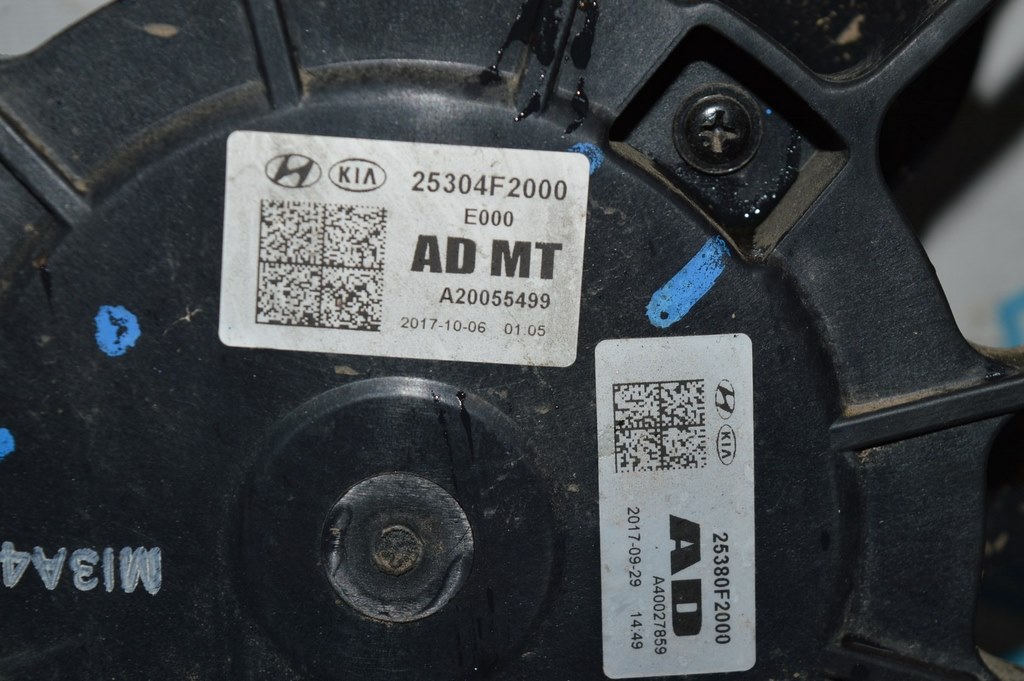 KIA
25304F2000
E000
AD MT
A20055499
2017-10-06 01:05
KIA
25380F2000
A40027859
AD
2017-09-29 14:49
MI3A4